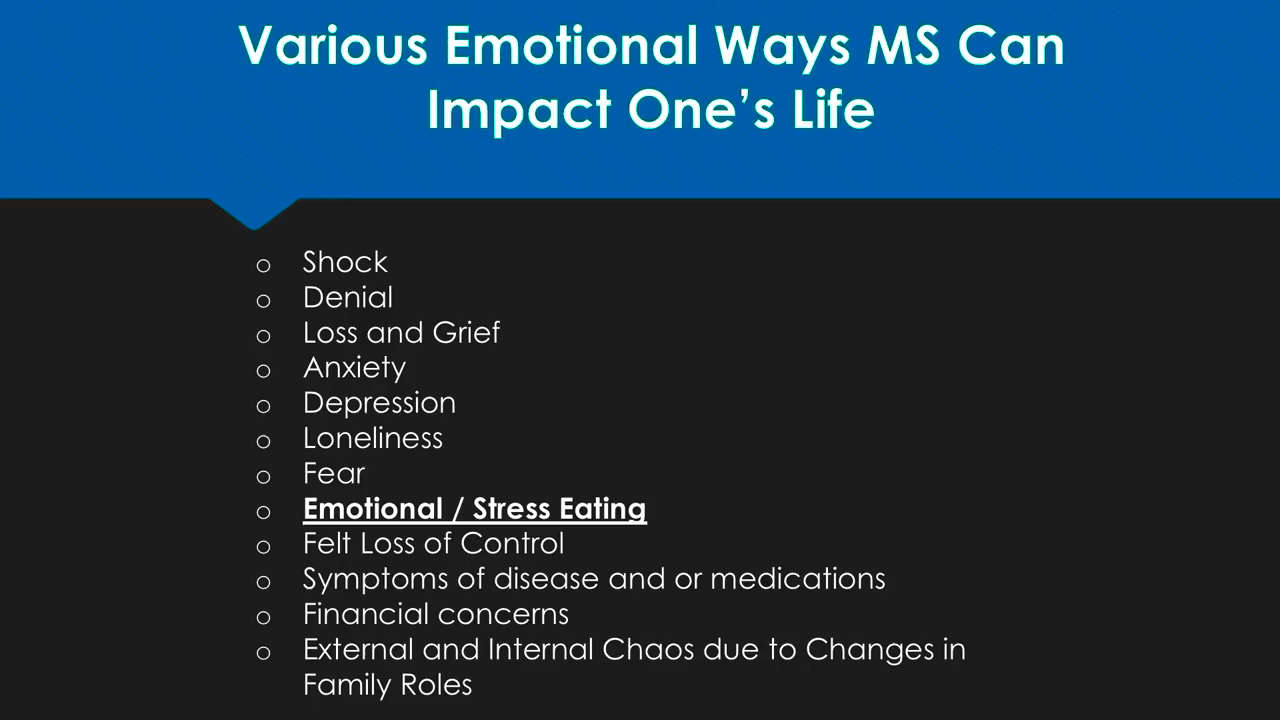 Various Emotional Ways MS Can
Impact One’s Life
o Shock
o Denial
o Loss and Grief
o Anxiety
o Depression
o Loneliness
o Fear
o Emotional / Stress Eating
o Felt Loss of Control
o Symptoms of disease and or medications
o Financial concerns
o External and Internal Chaos due to Changes in
Family Roles